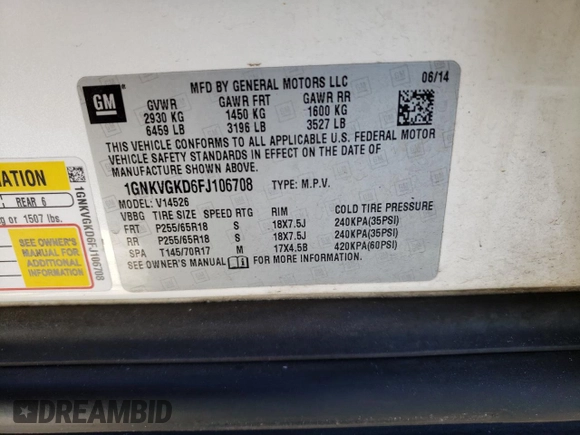 GM
MFD BY GENERAL MOTORS LLC
06/14
GVWR GAWR FRT GAWR RR
2930 KG 1450 KG 1600 KG
6459 LB 3196 LB 3527 LB
THIS VEHICLE CONFORMS TO ALL APPLICABLE U.S. FEDERAL MOTOR
VEHICLE SAFETY STANDARDS IN EFFECT ON THE DATE OF
MANUFACTURE SHOWN ABOVE.
1GNKVGKD6FJ106708 TYPE: M.P.V.
MODEL: V14526
VBBG TIRE SIZE SPEED RTG RIM COLD TIRE PRESSURE
FRT P255/65R18 S 18X7.5J 240KPA(35PSI)
RR P255/65R18 S 18X7.5J 240KPA(35PSI)
SPA T145/70R17 M 17X4.5B 420KPA(60PSI)
SEE OWNER'S MANUAL FOR MORE INFORMATION.
MATION
REAR 6
g or 1507 lbs.
SEE OWNER'S
MANUAL FOR
ADDITIONAL
INFORMATION
1GNKVGKD6FJ106708
DREAMBID